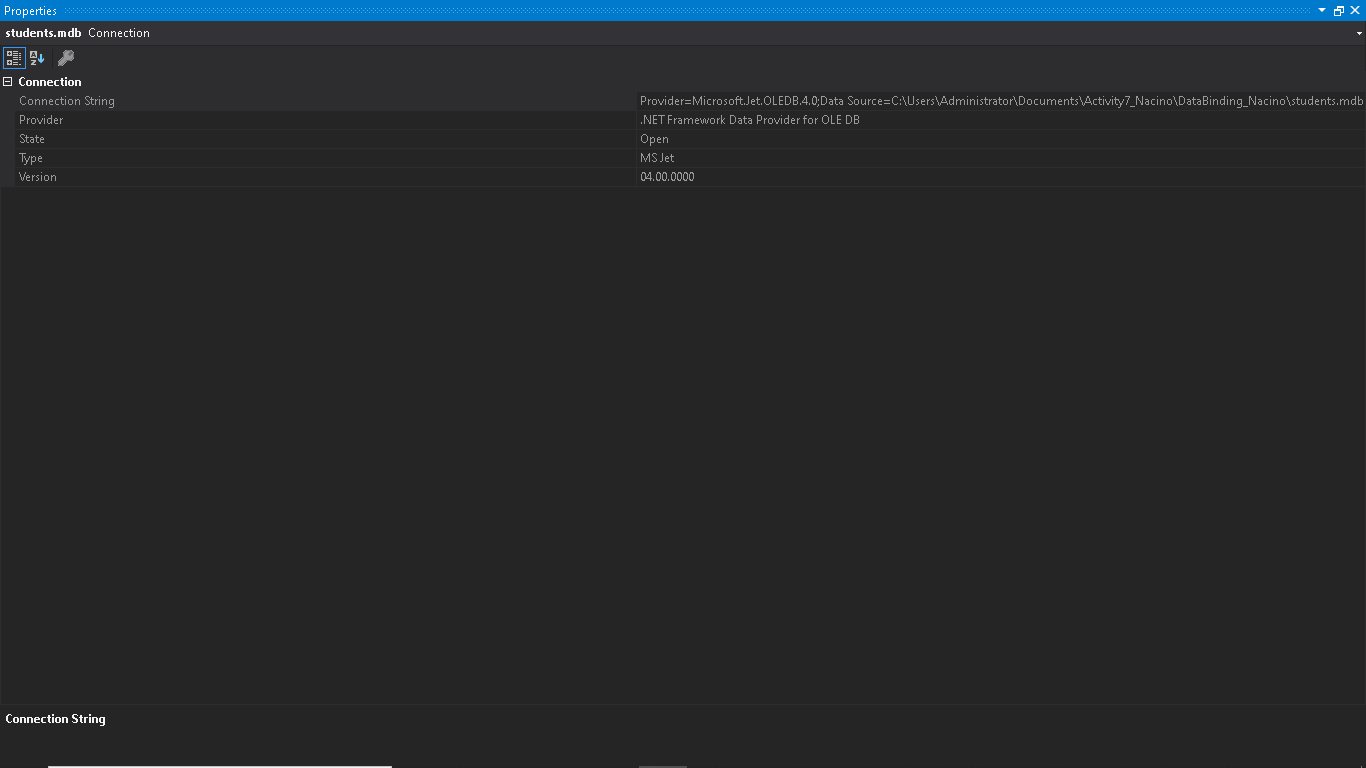 Properties
students.mdb Connection
Connection
Connection String Provider=Microsoft.Jet.OLEDB.4.0;Data Source=C:\Users\Administrator\Documents\Activity7_Nacino\DataBinding_Nacino\students.mdb
Provider .NET Framework Data Provider for OLE DB
State Open
Type MS Jet
Version 04.00.0000
Connection String